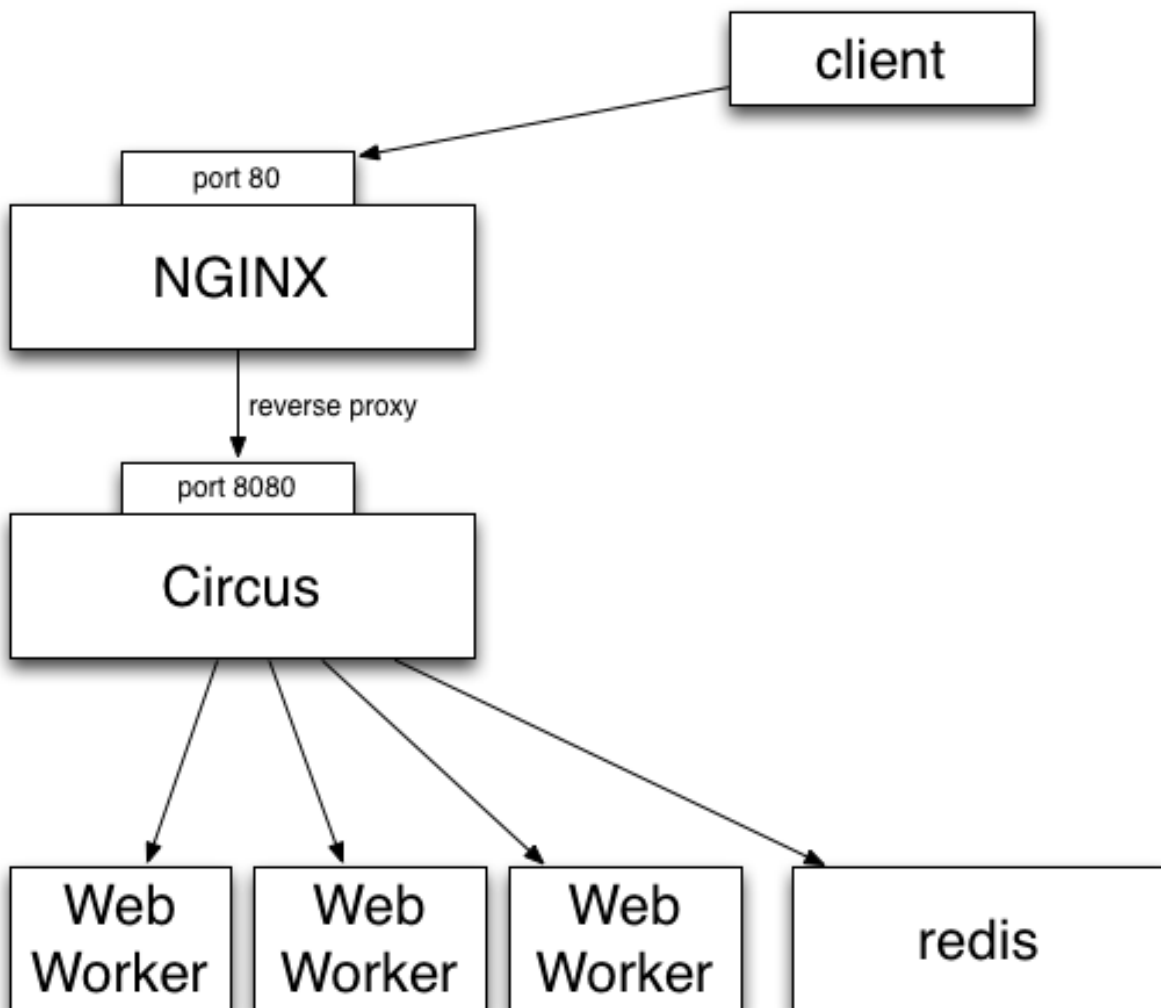 client
port 80
NGINX
reverse proxy
port 8080
Circus
Web
Worker
Web
Worker
Web
Worker
redis